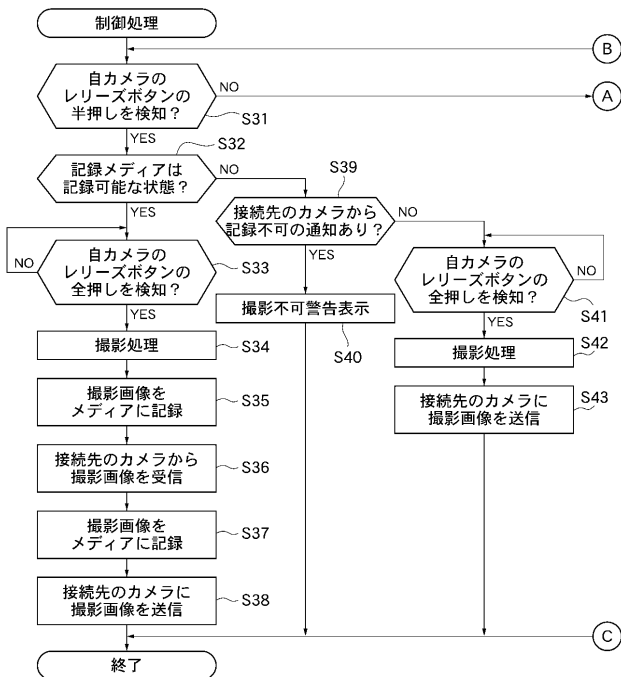 制御処理
B
自カメラの
レリーズボタンの
半押しを検知?
NO
A
S31
YES
S32
記録メディアは
記録可能な状態?
NO
YES
S39
接続先のカメラから
記録不可の通知あり?
NO
YES
自カメラの
レリーズボタンの
全押しを検知?
NO
S33
YES
自カメラの
レリーズボタンの
全押しを検知?
NO
S41
YES
撮影不可警告表示
S40
撮影処理
S34
撮影処理
S42
撮影画像を
メディアに記録
S35
接続先のカメラに
撮影画像を送信
S43
接続先のカメラから
撮影画像を受信
S36
撮影画像を
メディアに記録
S37
接続先のカメラに
撮影画像を送信
S38
C
終了